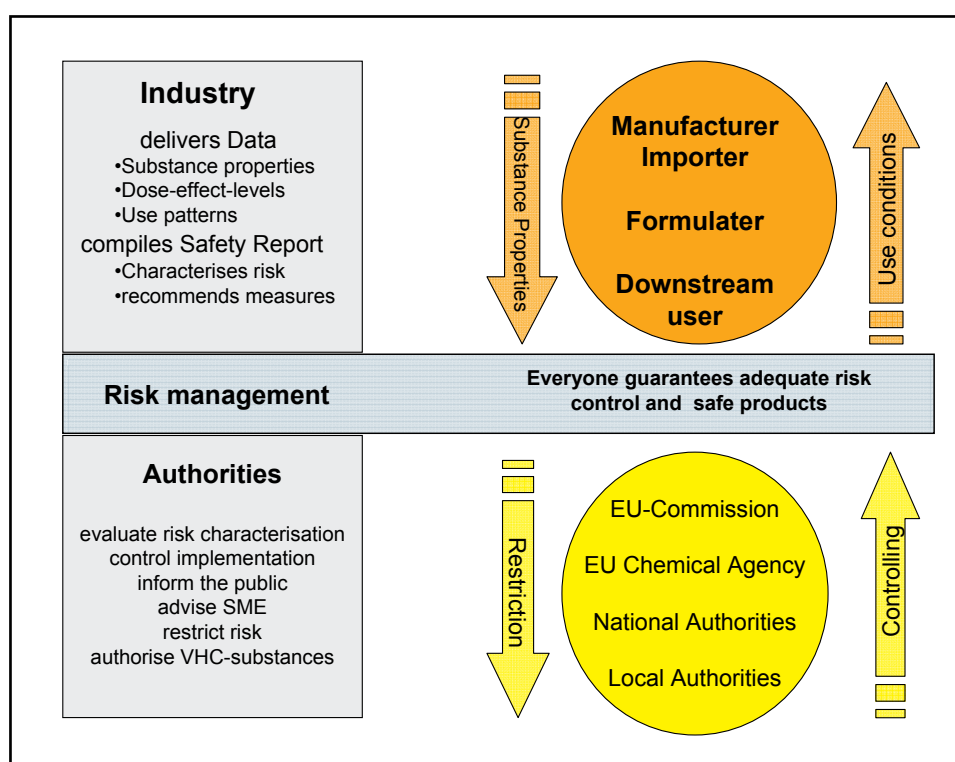 Industry
delivers Data
•Substance properties
•Dose-effect-levels
•Use patterns
compiles Safety Report
•Characterises risk
•recommends measures
Substance Properties
Manufacturer
Importer
Formulater
Downstream
user
Use conditions
Risk management
Everyone guarantees adequate risk
control and safe products
Authorities
evaluate risk characterisation
control implementation
inform the public
advise SME
restrict risk
authorise VHC-substances
Restriction
EU-Commission
EU Chemical Agency
National Authorities
Local Authorities
Controlling